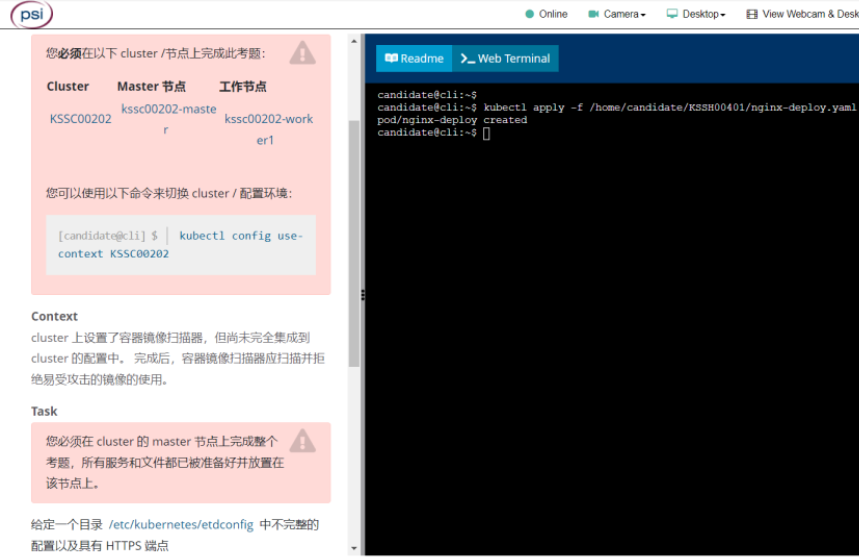 psi
Online Camera Desktop View Webcam & Desk
您必须在以下 cluster /节点上完成此考题:
Cluster Master 节点 工作节点
KSSC00202 kssc00202-maste kssc00202-work
r er1
您可以使用以下命令来切换 cluster / 配置环境:
[candidate@cli] $ | kubectl config use-
context KSSC00202
Context
cluster 上设置了容器镜像扫描器，但尚未完全集成到
cluster 的配置中。 完成后，容器镜像扫描器应扫描并拒
绝易受攻击的镜像的使用。
Task
您必须在 cluster 的 master 节点上完成整个
考题，所有服务和文件都已被准备好并放置在
该节点上。
给定一个目录 /etc/kubernetes/etdconfig 中不完整的
配置以及具有 HTTPS 端点
Readme >_ Web Terminal
candidate@cli:~$
candidate@cli:~$ kubectl apply -f /home/candidate/KSSH00401/nginx-deploy.yaml
pod/nginx-deploy created
candidate@cli:~$